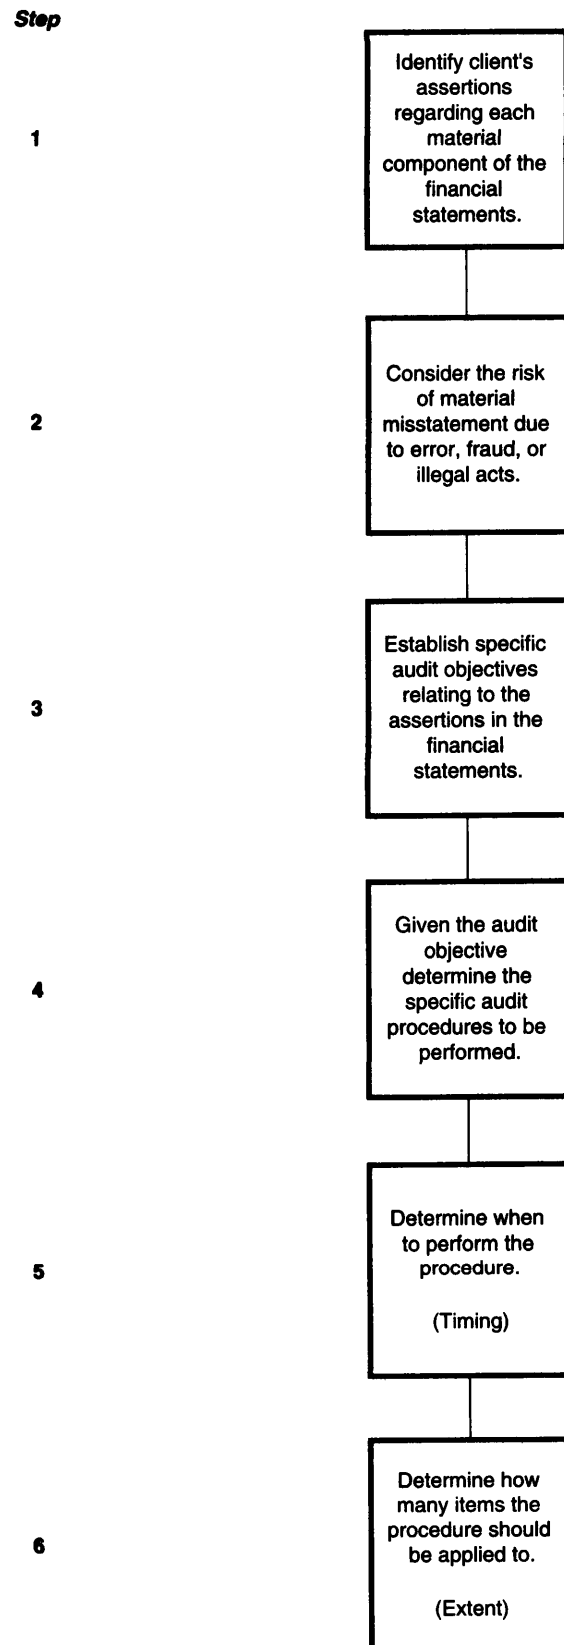 Step
1
Identify client's
assertions
regarding each
material
component of the
financial
statements.
2
Consider the risk
of material
misstatement due
to error, fraud, or
illegal acts.
3
Establish specific
audit objectives
relating to the
assertions in the
financial
statements.
4
Given the audit
objective
determine the
specific audit
procedures to be
performed.
5
Determine when
to perform the
procedure.
(Timing)
6
Determine how
many items the
procedure should
be applied to.
(Extent)